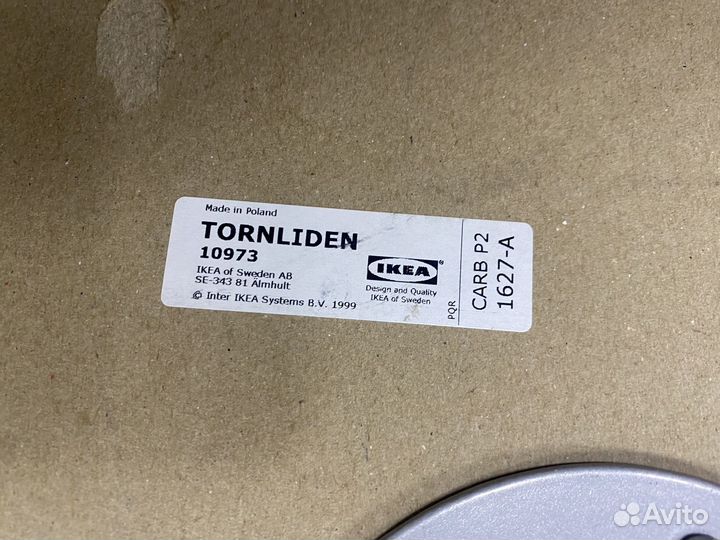 Made in Poland
TORNLIDEN
10973
IKEA of Sweden AB
SE-343 81 Älmhult
© Inter IKEA Systems B.V. 1999
IKEA
Design and Quality
IKEA of Sweden
PQR
CARB P2
1627-A
Avito